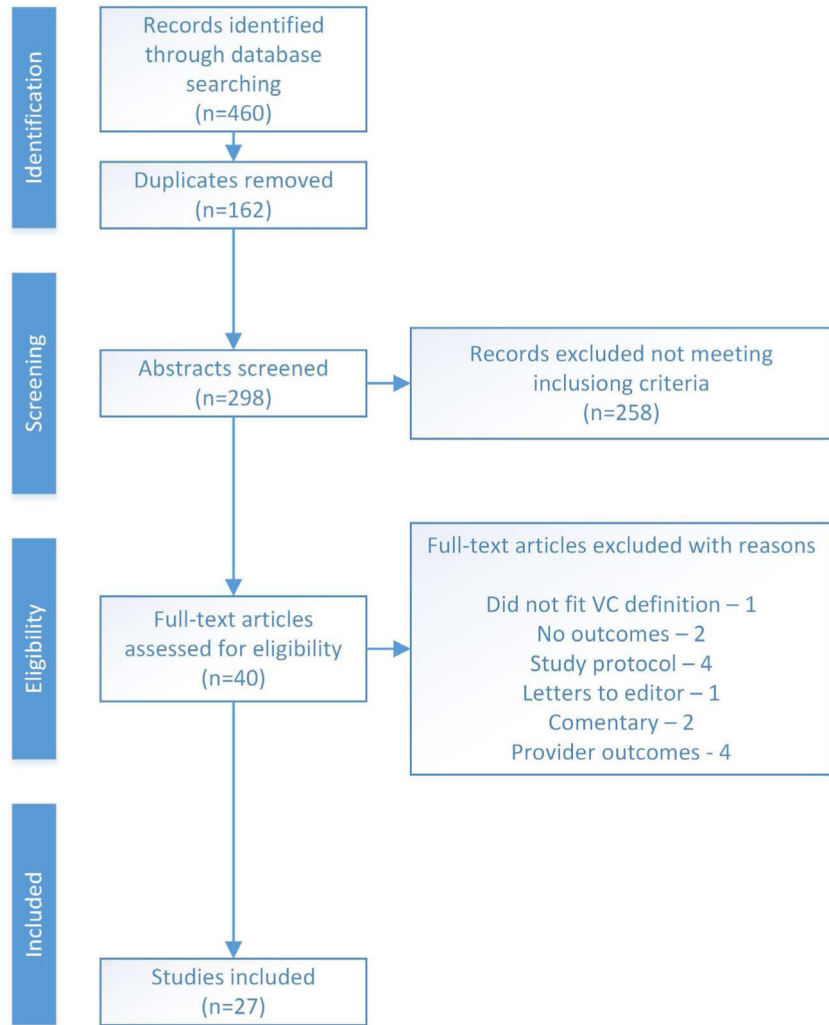 Identification
Records identified
through database
searching
(n=460)
Duplicates removed
(n=162)
Screening
Abstracts screened
(n=298)
Records excluded not meeting
inclusiong criteria
(n=258)
Eligibility
Full-text articles
assessed for eligibility
(n=40)
Full-text articles excluded with reasons
Did not fit VC definition – 1
No outcomes – 2
Study protocol – 4
Letters to editor – 1
Comentary – 2
Provider outcomes - 4
Included
Studies included
(n=27)